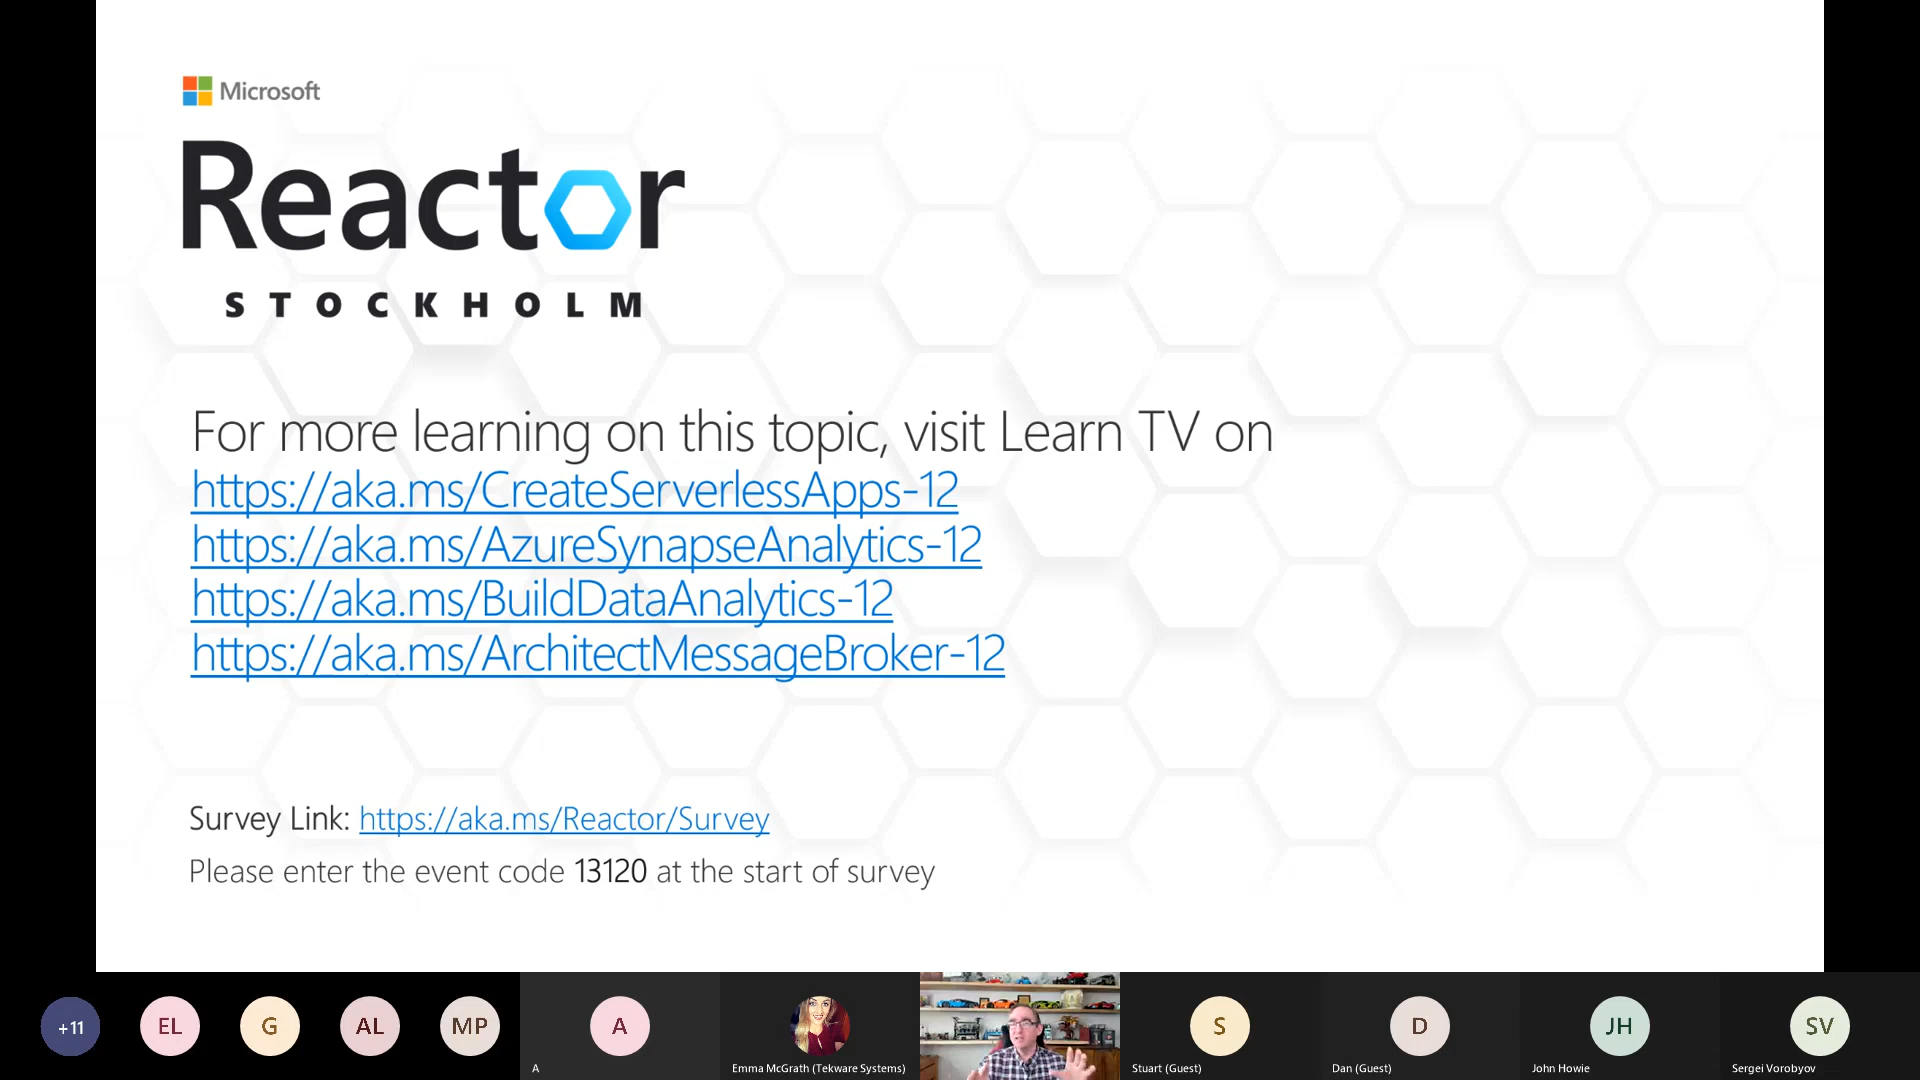 Microsoft
Reactor
STOCKHOLM
For more learning on this topic, visit Learn TV on
https://aka.ms/CreateServerlessApps-12
https://aka.ms/AzureSynapseAnalytics-12
https://aka.ms/BuildDataAnalytics-12
https://aka.ms/ArchitectMessageBroker-12
Survey Link: https://aka.ms/Reactor/Survey
Please enter the event code 13120 at the start of survey
+11 EL G AL MP A S D JH SV
A Emma McGrath (Tekware Systems) Stuart (Guest) Dan (Guest) John Howie Sergei Vorobyov